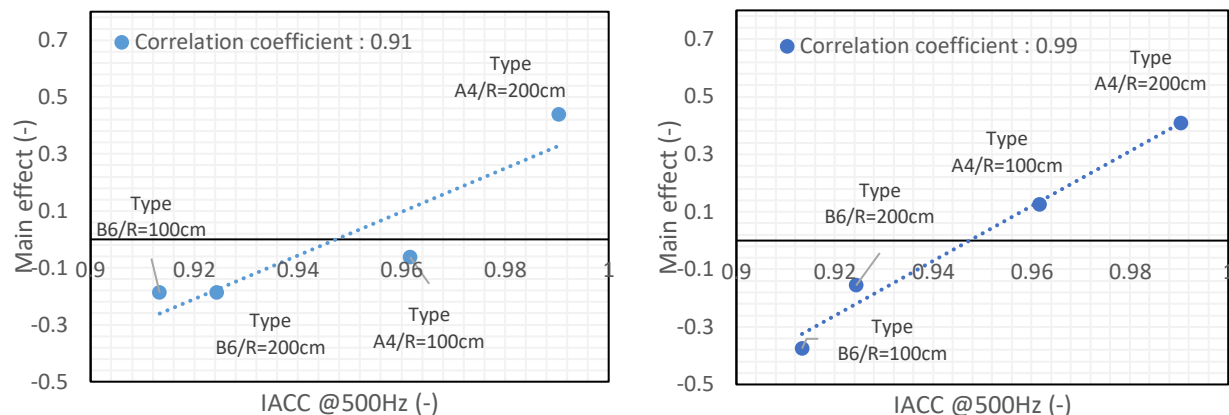 0.7
Correlation coefficient : 0.91
Type
A4/R=200cm
0.5
0.3
Type
B6/R=100cm
0.1
-0.1
0.9
0.92
0.94
0.96
0.98
1
Type
B6/R=200cm
Type
A4/R=100cm
-0.3
-0.5
Main effect (-)
IACC @500Hz (-)
0.7
Correlation coefficient : 0.99
Type
A4/R=200cm
0.5
Type
A4/R=100cm
0.3
Type
B6/R=200cm
0.1
-0.1
0.9
0.92
0.94
0.96
0.98
1
-0.3
Type
B6/R=100cm
-0.5
Main effect (-)
IACC @500Hz (-)